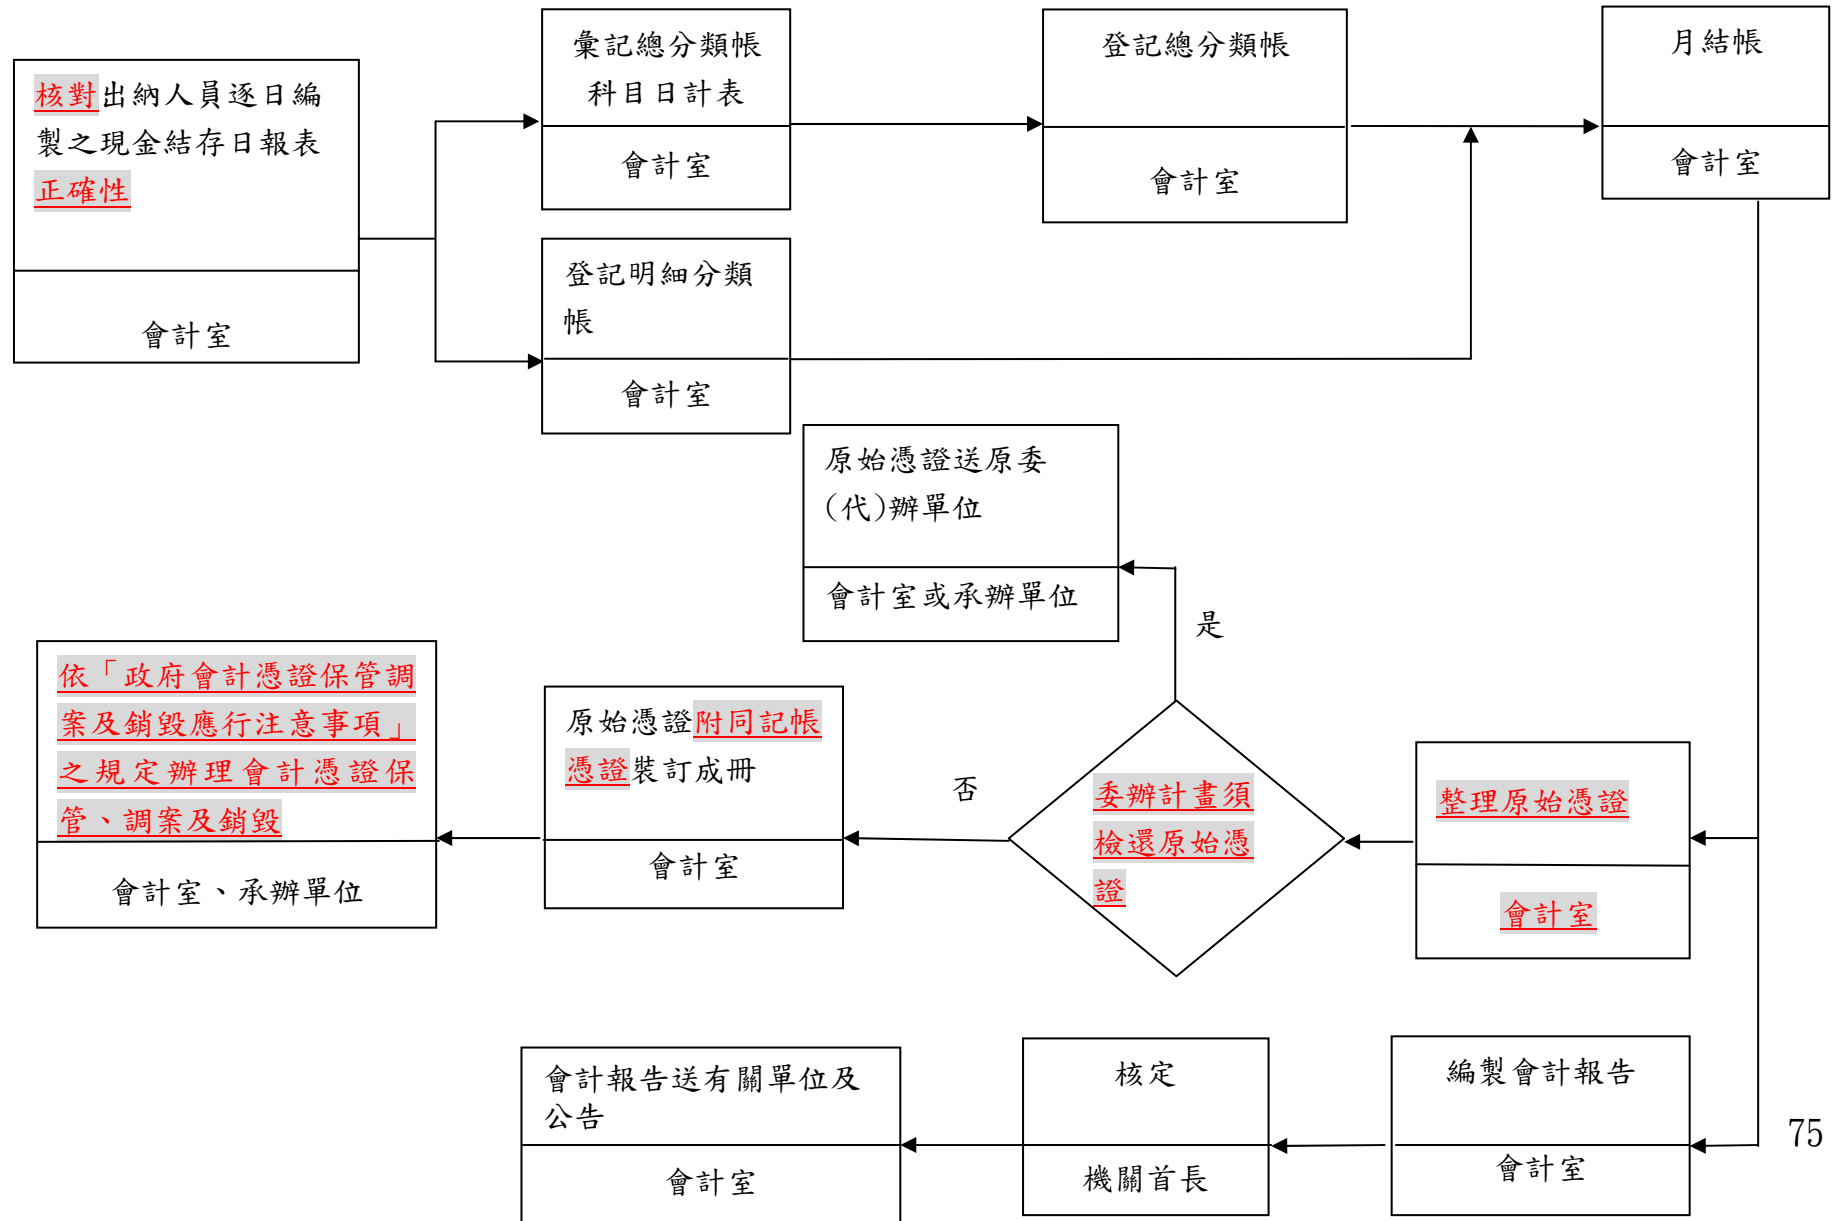 核對出納人員逐日編
製之現金結存日報表
正確性
會計室
彙記總分類帳
科目日計表
會計室
登記總分類帳
會計室
月結帳
會計室
登記明細分類
帳
會計室
原始憑證送原委
(代)辦單位
會計室或承辦單位
是
依「政府會計憑證保管調
案及銷毀應行注意事項」
之規定辦理會計憑證保
管、調案及銷毀
會計室、承辦單位
原始憑證附同記帳
憑證裝訂成冊
會計室
否
委辦計畫須
檢還原始憑
證
整理原始憑證
會計室
會計報告送有關單位及
公告
會計室
核定
機關首長
編製會計報告
會計室
75